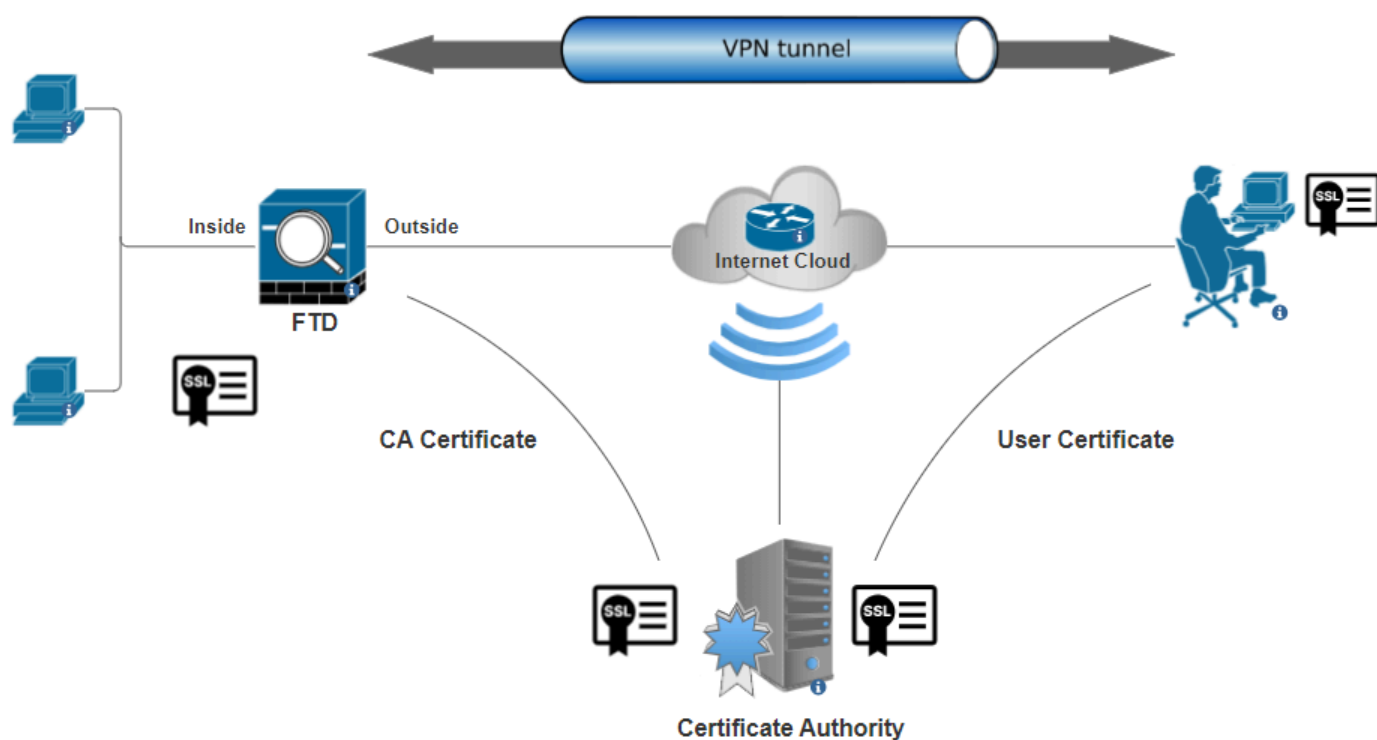 VPN tunnel
Inside
Outside
Internet Cloud
FTD
SSL
SSL
CA Certificate
User Certificate
SSL
SSL
Certificate Authority